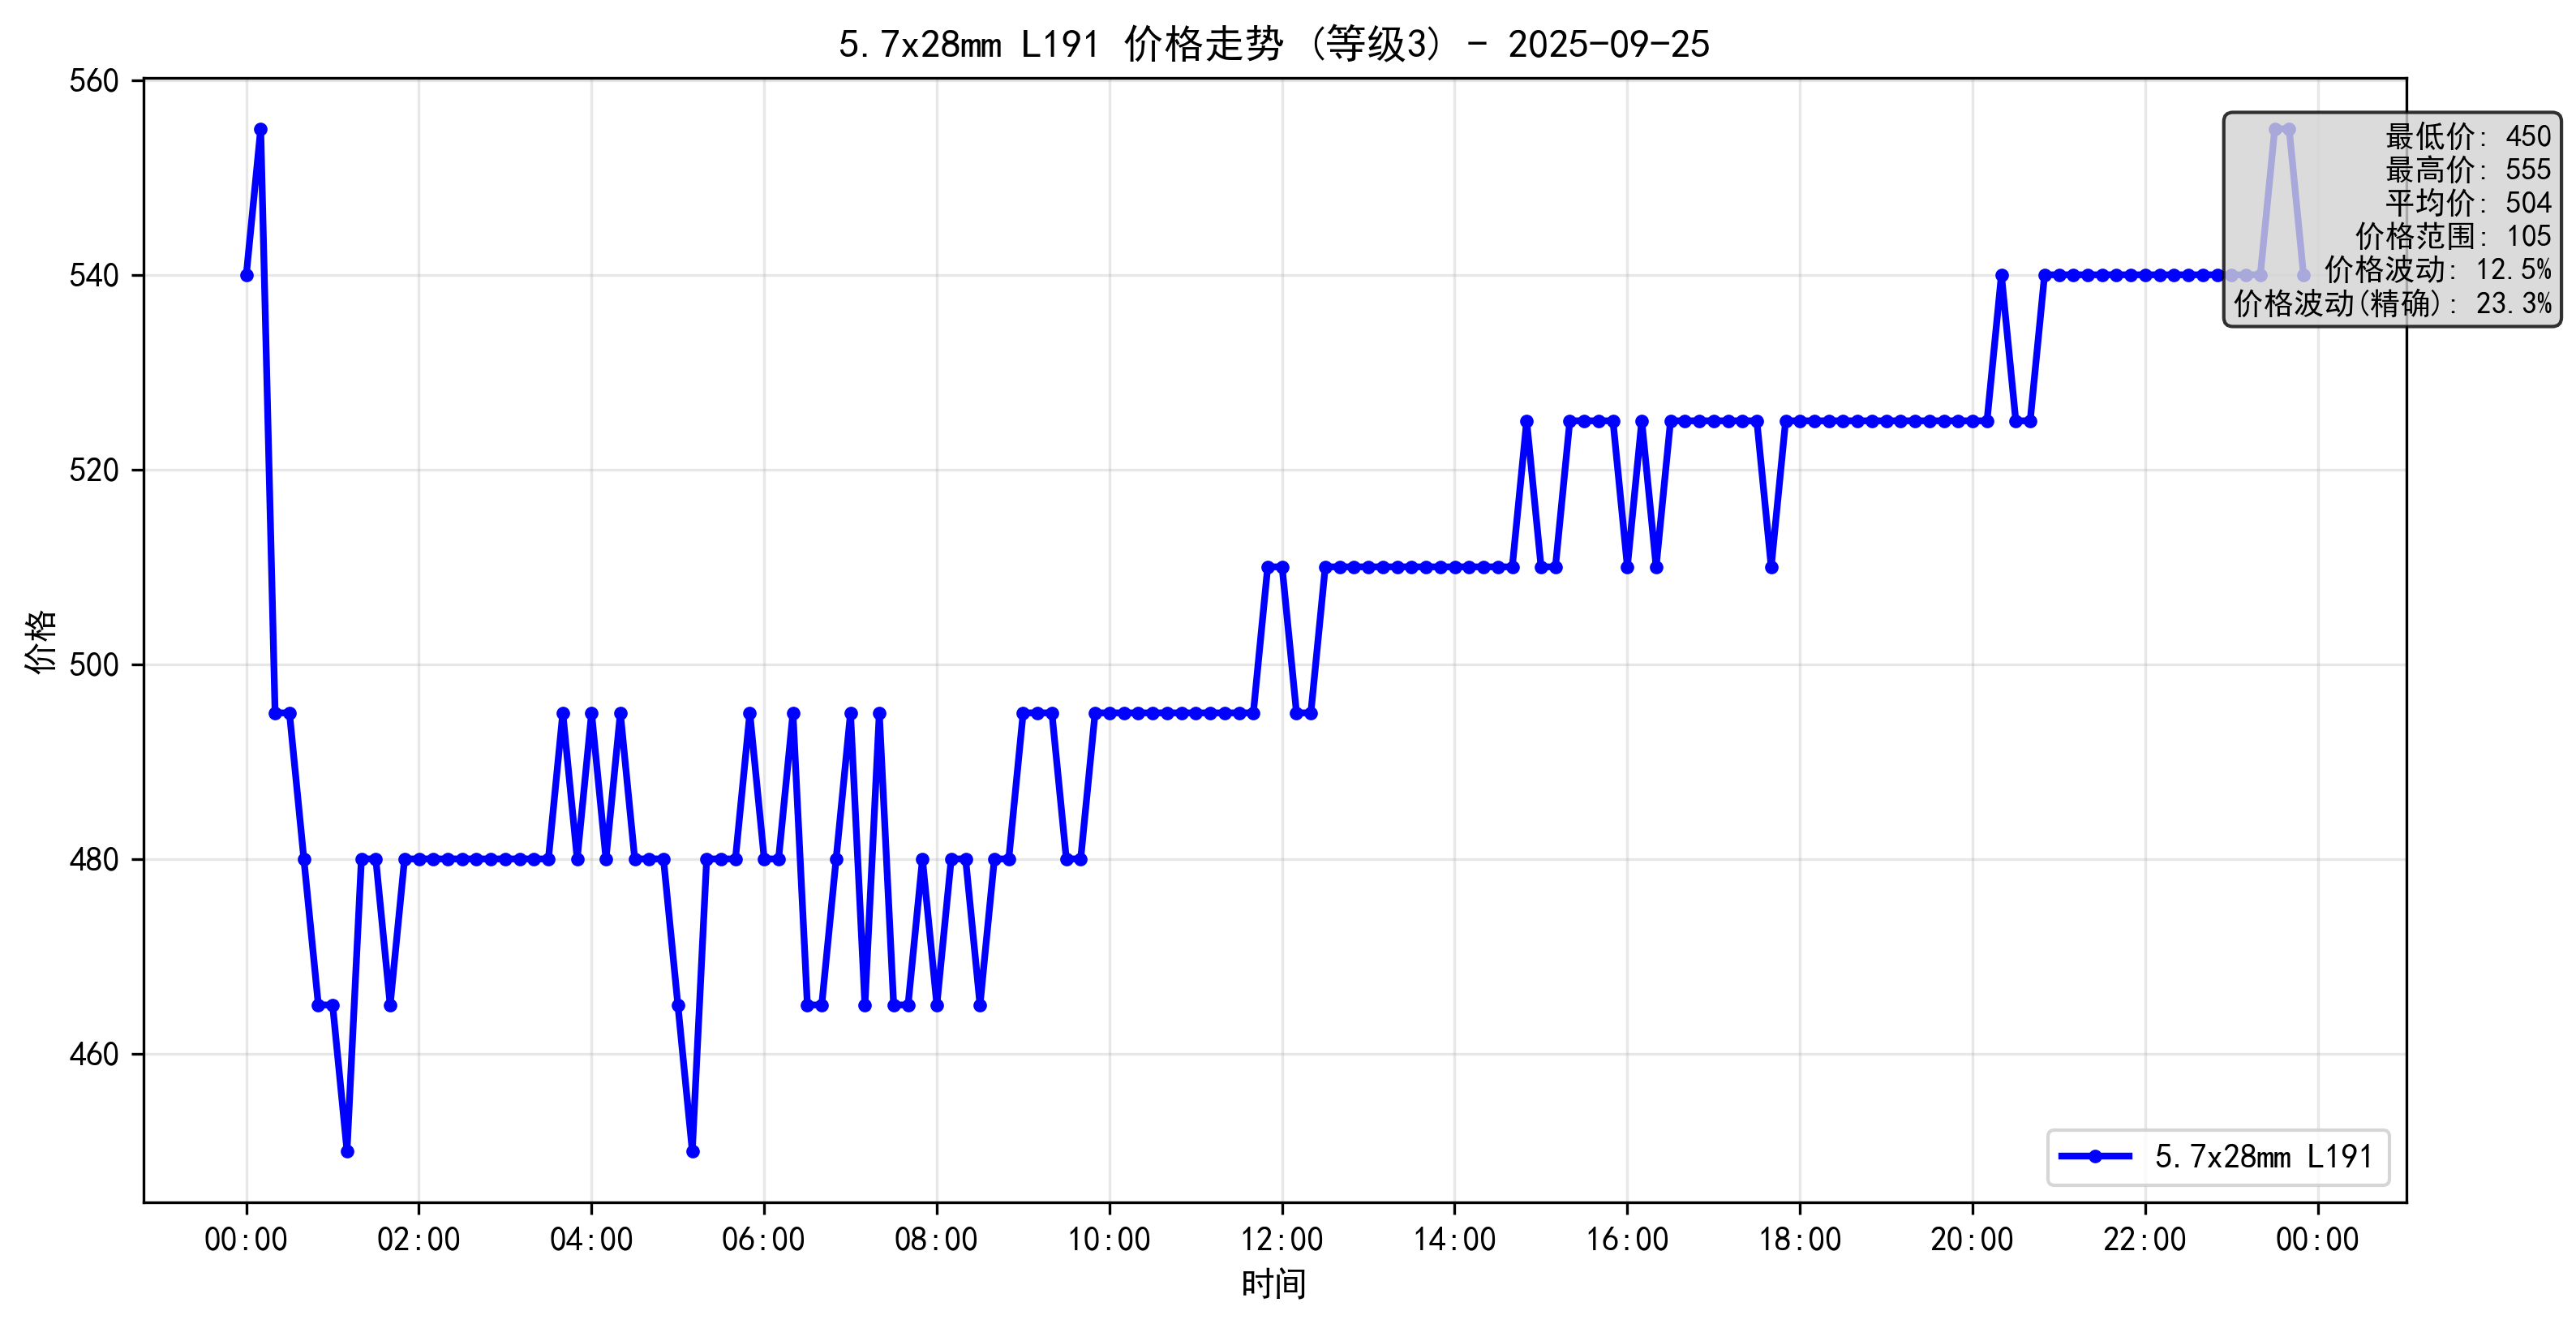 5.7x28mm L191 价格走势 (等级3) - 2025-09-25
560
540
520
500
480
460
价格
最低价: 450
最高价: 555
平均价: 504
价格范围: 105
价格波动: 12.5%
价格波动(精确): 23.3%
5.7x28mm L191
00:00 02:00 04:00 06:00 08:00 10:00 12:00 14:00 16:00 18:00 20:00 22:00 00:00
时间